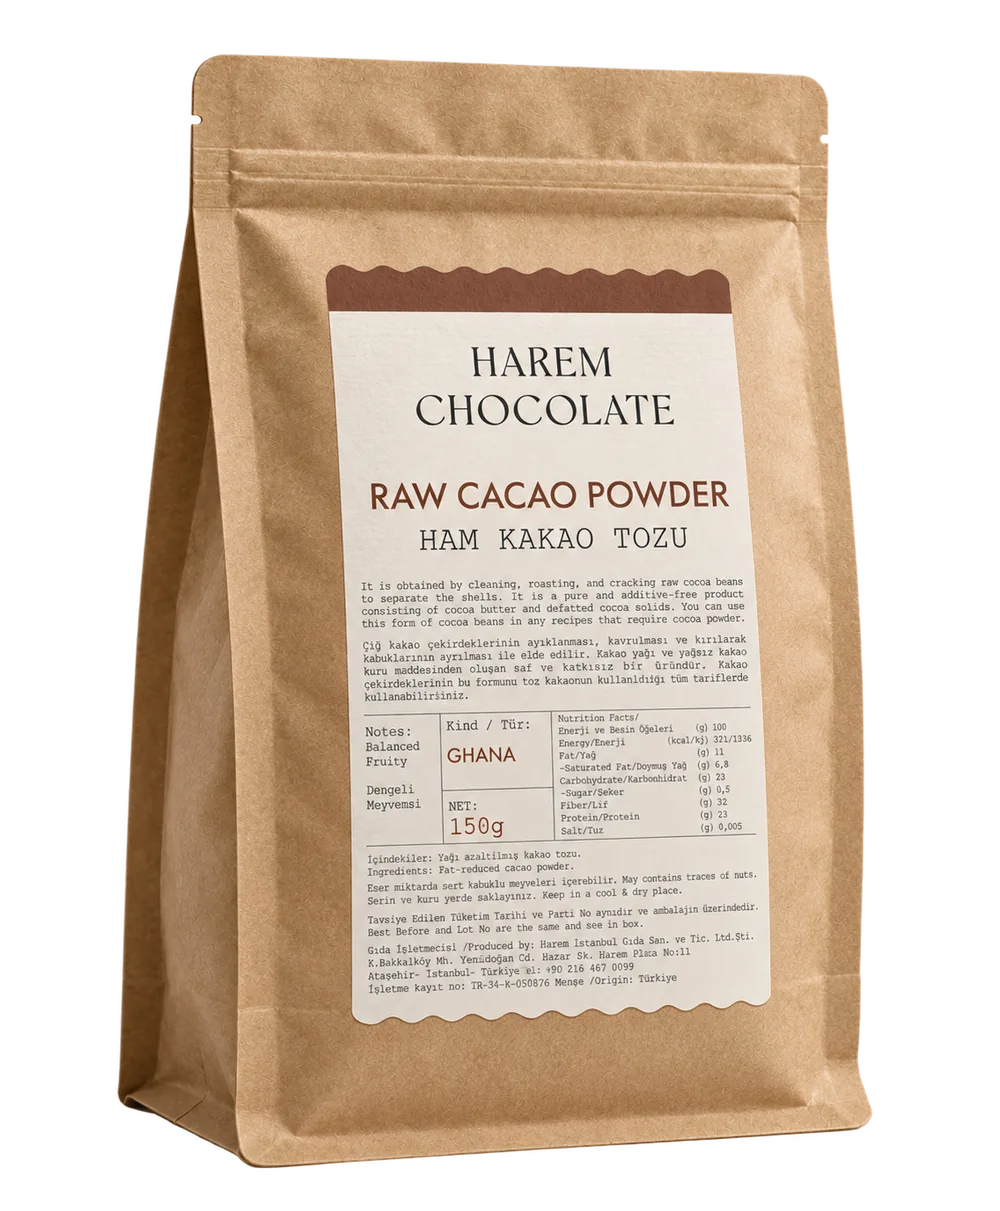 HAREM
CHOCOLATE
RAW CACAO POWDER
HAM KAKAO TOZU
It is obtained by cleaning, roasting, and cracking raw cocoa beans
to separate the shells. It is a pure and additive-free product
consisting of cocoa butter and defatted cocoa solids. You can use
this form of cocoa beans in any recipes that require cocoa powder.
Çiğ kakao çekirdeklerinin ayıklanması, kavrulması ve kırılarak
kabuklarının ayrılması ile elde edilir. Kakao yağı ve yağsız kakao
kuru maddesinden oluşan saf ve katkısız bir üründür. Kakao
çekirdeklerinin bu formunu toz kakaonun kullanldığı tüm tariflerde
kullanabilirsiniz.
Notes:
Balanced
Fruity
Dengeli
Meyvemsi
Kind / Tür:
GHANA
NET:
150g
Nutrition Facts/
Enerji ve Besin Öğeleri (g) 100
Energy/Enerji (kcal/kj) 321/1336
Fat/Yağ (g) 11
-Saturated Fat/Doymuş Yağ (g) 6,8
Carbohydrate/Karbonhidrat (g) 23
-Sugar/Şeker (g) 0,5
Fiber/Lif (g) 32
Protein/Protein (g) 23
Salt/Tuz (g) 0,005
İçindekiler: Yağı azaltilmış kakao tozu.
Ingredients: Fat-reduced cacao powder.
Eser miktarda sert kabuklu meyveleri içerebilir. May contains traces of nuts.
Serin ve kuru yerde saklayınız. Keep in a cool & dry place.
Tavsiye Edilen Tüketim Tarihi ve Parti No aynıdır ve ambalajın üzerindedir.
Best Before and Lot No are the same and see in box.
Gıda İşletmecisi /Produced by: Harem İstanbul Gıda San. ve Tic. Ltd.Şti.
K.Bakkalköy Mh. Yenidoğan Cd. Hazar Sk. Harem Plaza No:11
Ataşehir- İstanbul- Türkiye el: +90 216 467 0099
İşletme kayıt no: TR-34-K-050876 Menşe /Origin: Türkiye